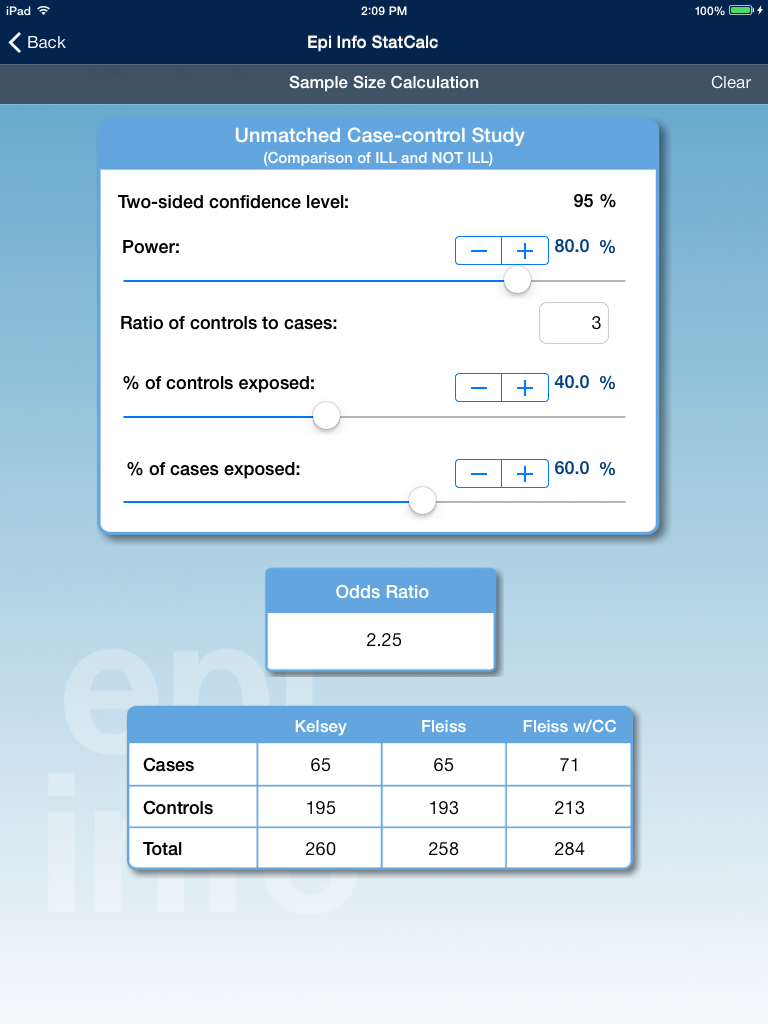 iPad 2:09 PM 100%
Back Epi Info StatCalc
Sample Size Calculation Clear
Unmatched Case-control Study
(Comparison of ILL and NOT ILL)
Two-sided confidence level: 95 %
Power: − + 80.0 %
Ratio of controls to cases: 3
% of controls exposed: − + 40.0 %
% of cases exposed: − + 60.0 %
Odds Ratio
2.25
epi
info
Kelsey Fleiss Fleiss w/CC
Cases 65 65 71
Controls 195 193 213
Total 260 258 284